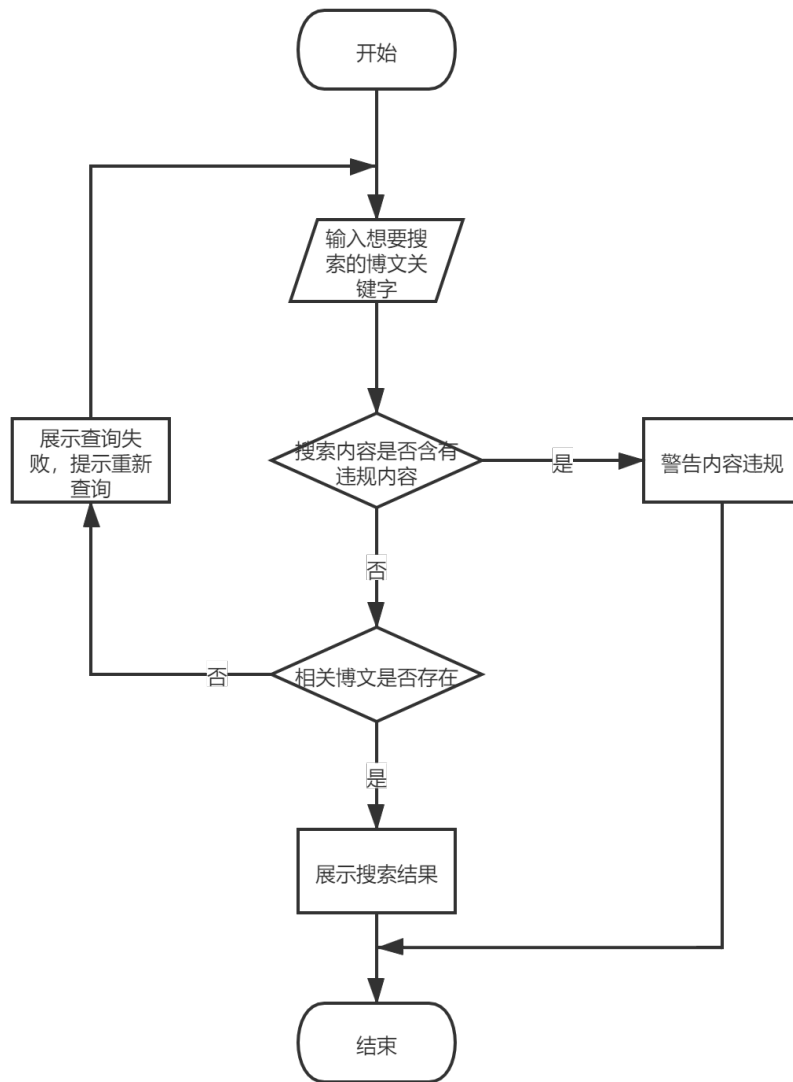 开始
输入想要搜
索的博文关
键字
搜索内容是否含有
违规内容
是
警告内容违规
展示查询失
败，提示重新
查询
否
相关博文是否存在
否
是
展示搜索结果
结束